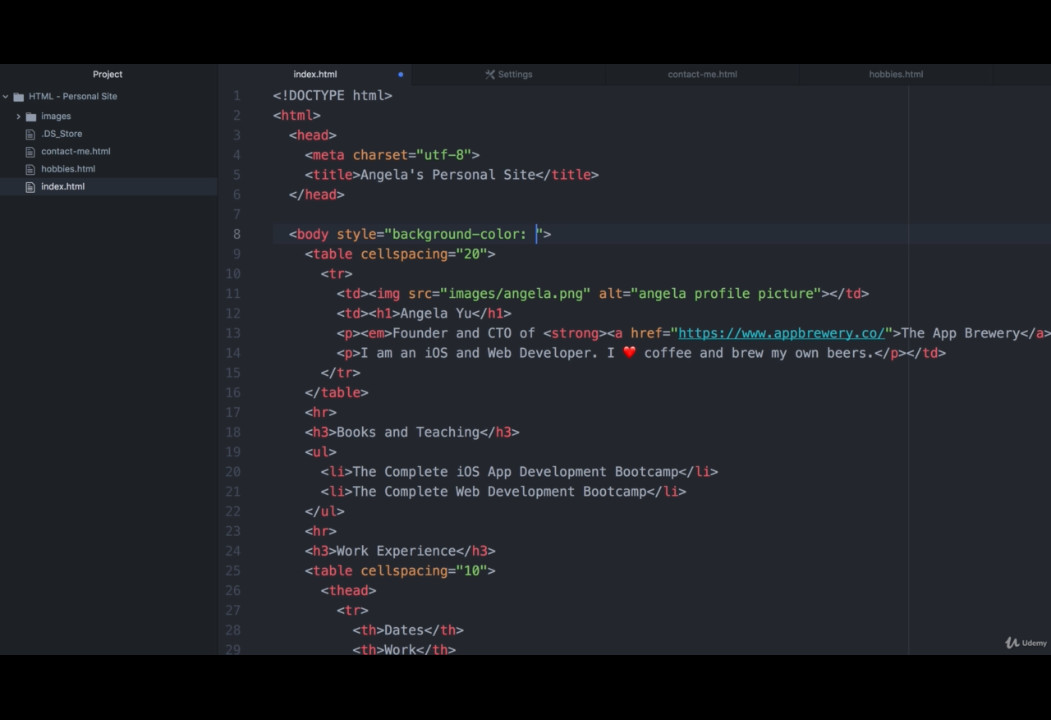 Project
index.html
Settings
contact-me.html
hobbies.html
HTML - Personal Site
images
.DS_Store
contact-me.html
hobbies.html
index.html
1 <!DOCTYPE html>
2 <html>
3 <head>
4 <meta charset="utf-8">
5 <title>Angela's Personal Site</title>
6 </head>
7
8 <body style="background-color: ">
9 <table cellspacing="20">
10 <tr>
11 <td><img src="images/angela.png" alt="angela profile picture"></td>
12 <td><h1>Angela Yu</h1>
13 <p><em>Founder and CTO of <strong><a href="https://www.appbrewery.co/">The App Brewery</a>
14 <p>I am an iOS and Web Developer. I ❤️ coffee and brew my own beers.</p></td>
15 </tr>
16 </table>
17 <hr>
18 <h3>Books and Teaching</h3>
19 <ul>
20 <li>The Complete iOS App Development Bootcamp</li>
21 <li>The Complete Web Development Bootcamp</li>
22 </ul>
23 <hr>
24 <h3>Work Experience</h3>
25 <table cellspacing="10">
26 <thead>
27 <tr>
28 <th>Dates</th>
29 <th>Work</th>
Udemy